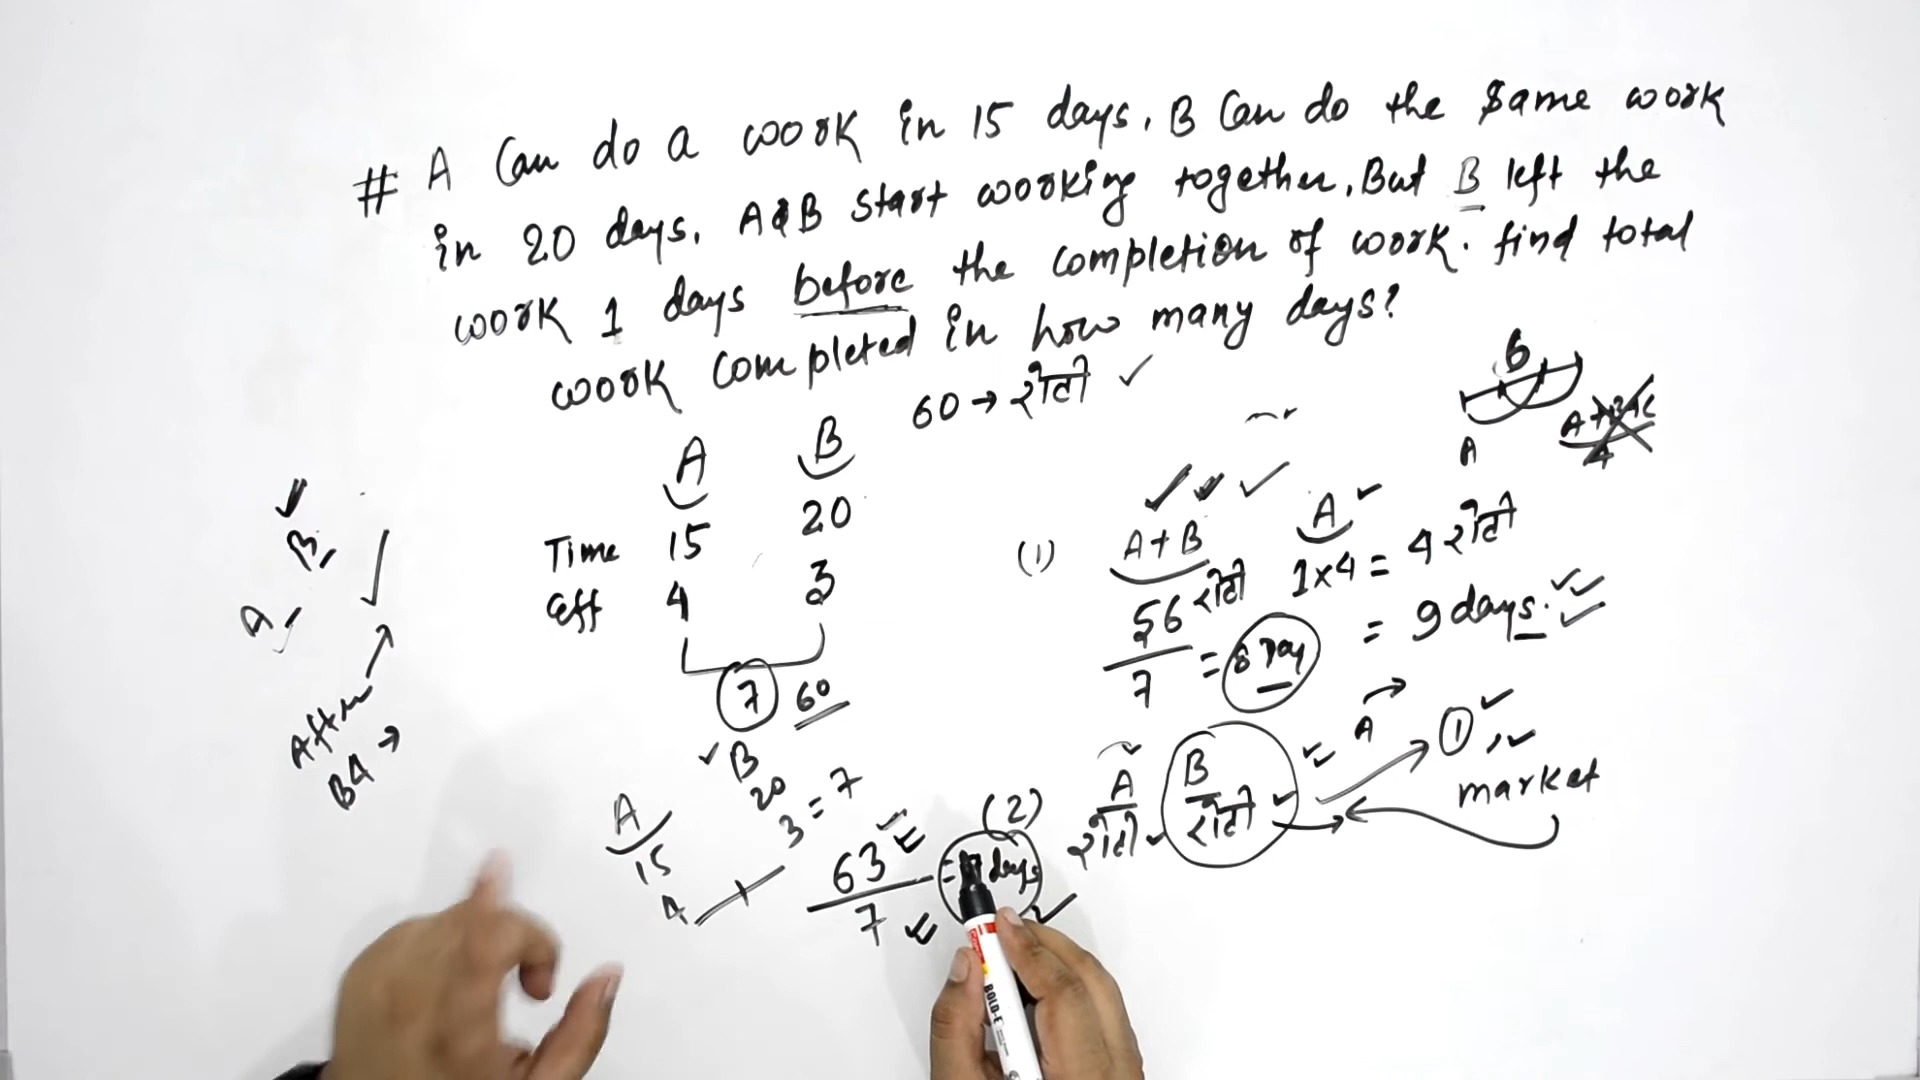 # A Can do a work in 15 days. B Can do the same work
in 20 days. A & B start working together. But B left the
work 1 days before the completion of work. find total
work completed in how many days?
60 → रोटी ✓
6
A
A+B+C
4
A B
Time 15 20
Eff 4 3
7 60
B
A
After
B4 →
(1) A+B A
56 रोटी 1×4 = 4 रोटी
7 = 8 Day = 9 days.
B
A 20
15 3 = 7
4
63
7 = days
(2) A B
रोटी रोटी
A → 1
market
BOLD-E